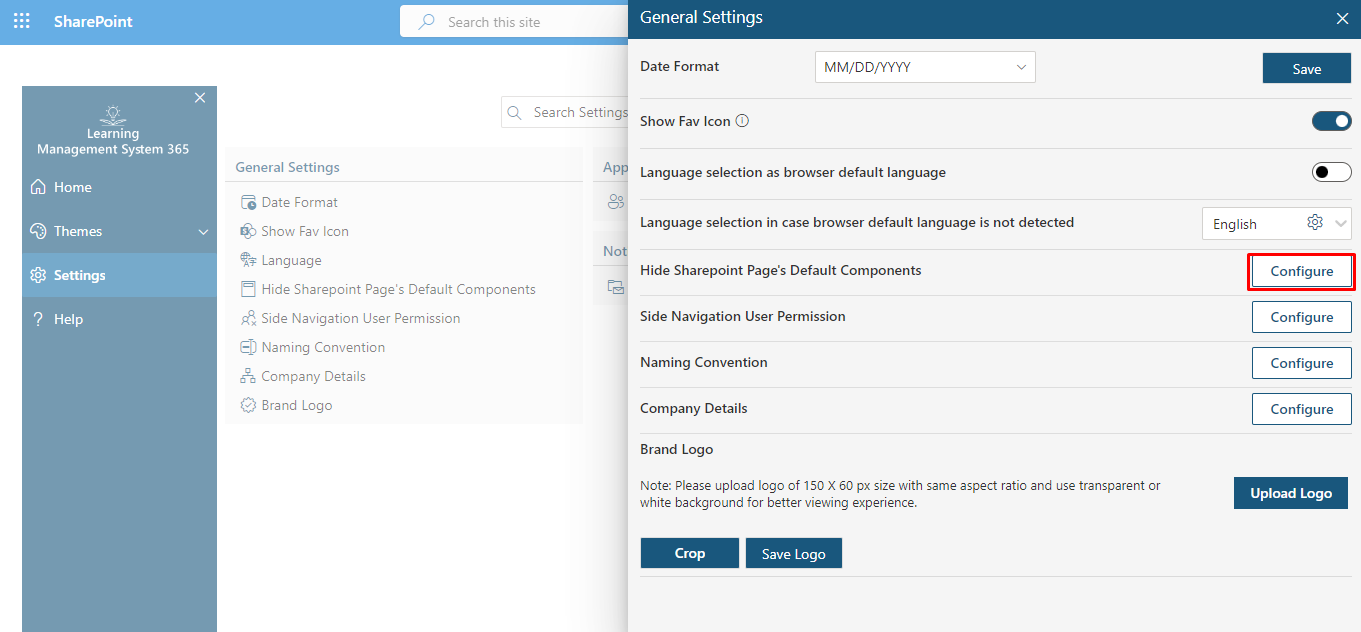 SharePoint
Search this site
General Settings
Date Format
MM/DD/YYYY
Save
Show Fav Icon
Language selection as browser default language
Language selection in case browser default language is not detected
English
Hide Sharepoint Page's Default Components
Configure
Side Navigation User Permission
Configure
Naming Convention
Configure
Company Details
Configure
Brand Logo
Note: Please upload logo of 150 X 60 px size with same aspect ratio and use transparent or
white background for better viewing experience.
Upload Logo
Crop
Save Logo
Learning
Management System 365
Home
Themes
Settings
Help
Search Settings
General Settings
Date Format
Show Fav Icon
Language
Hide Sharepoint Page's Default Components
Side Navigation User Permission
Naming Convention
Company Details
Brand Logo
App
Not